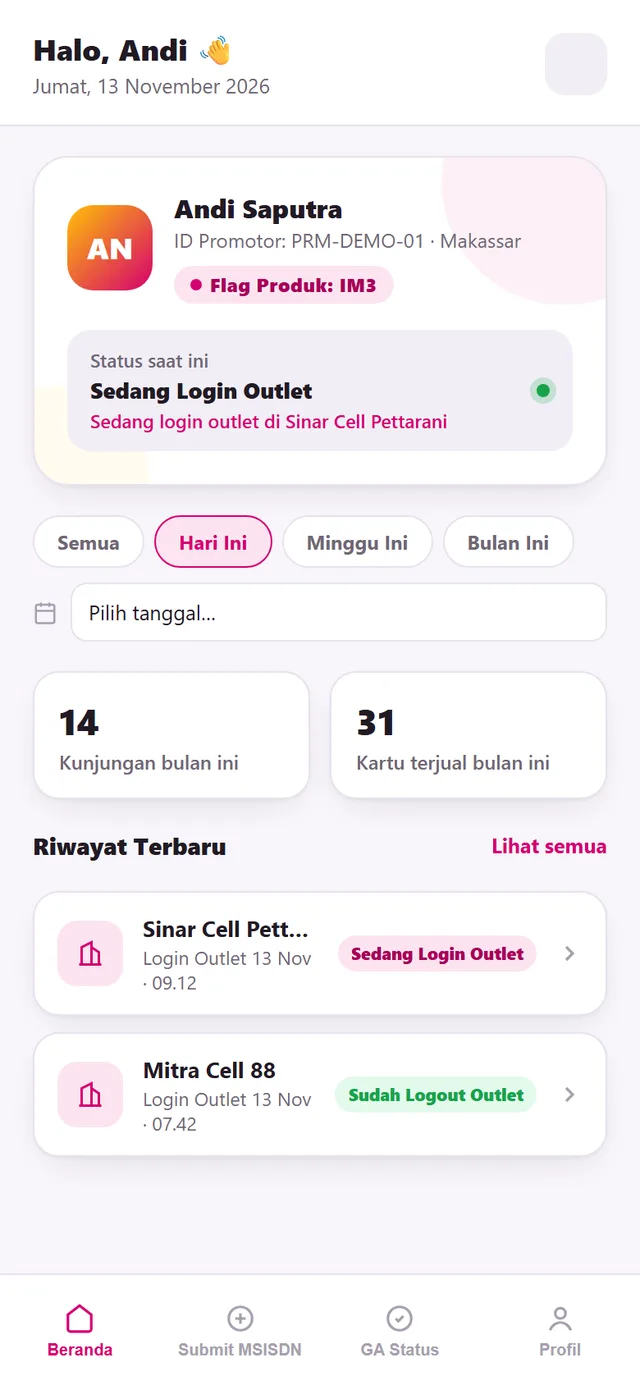 Halo, Andi 👋
Jumat, 13 November 2026
AN
Andi Saputra
ID Promotor: PRM-DEMO-01 · Makassar
Flag Produk: IM3
Status saat ini
Sedang Login Outlet
Sedang login outlet di Sinar Cell Pettarani
Semua
Hari Ini
Minggu Ini
Bulan Ini
Pilih tanggal...
14
Kunjungan bulan ini
31
Kartu terjual bulan ini
Riwayat Terbaru
Lihat semua
Sinar Cell Pett...
Login Outlet 13 Nov
· 09.12
Sedang Login Outlet
Mitra Cell 88
Login Outlet 13 Nov
· 07.42
Sudah Logout Outlet
Beranda
Submit MSISDN
GA Status
Profil